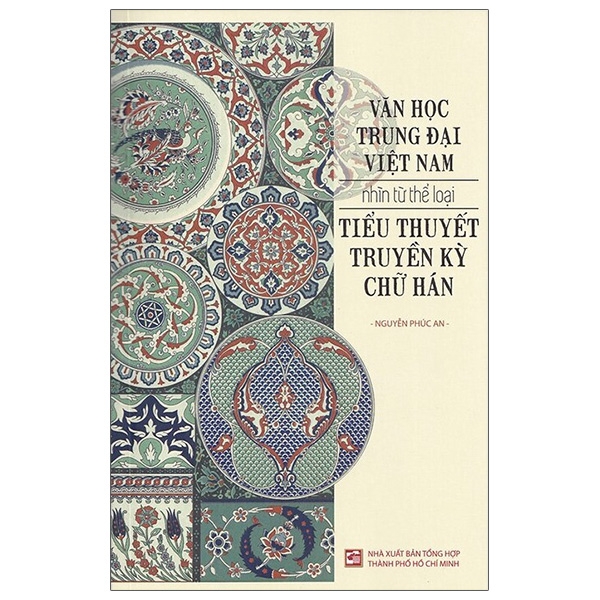 VĂN HỌC
TRUNG ĐẠI
VIỆT NAM
nhìn từ thể loại
TIỂU THUYẾT
TRUYỀN KỲ
CHỮ HÁN
- NGUYỄN PHÚC AN -
NHÀ XUẤT BẢN TỔNG HỢP
THÀNH PHỐ HỒ CHÍ MINH